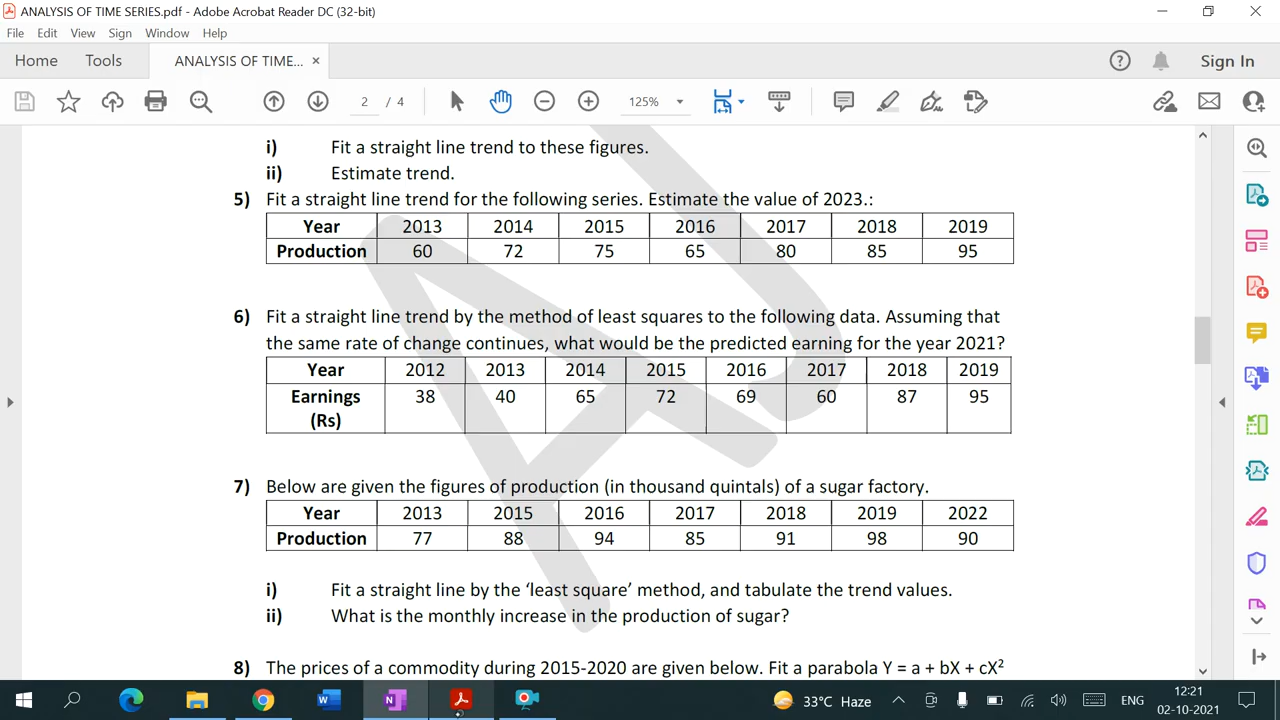 ANALYSIS OF TIME SERIES.pdf - Adobe Acrobat Reader DC (32-bit)
File Edit View Sign Window Help
Home Tools ANALYSIS OF TIME... × Sign In
2 / 4 125%
i) Fit a straight line trend to these figures.
ii) Estimate trend.
5) Fit a straight line trend for the following series. Estimate the value of 2023.:
Year 2013 2014 2015 2016 2017 2018 2019
Production 60 72 75 65 80 85 95
6) Fit a straight line trend by the method of least squares to the following data. Assuming that
the same rate of change continues, what would be the predicted earning for the year 2021?
Year 2012 2013 2014 2015 2016 2017 2018 2019
Earnings 38 40 65 72 69 60 87 95
(Rs)
7) Below are given the figures of production (in thousand quintals) of a sugar factory.
Year 2013 2015 2016 2017 2018 2019 2022
Production 77 88 94 85 91 98 90
i) Fit a straight line by the ‘least square’ method, and tabulate the trend values.
ii) What is the monthly increase in the production of sugar?
8) The prices of a commodity during 2015-2020 are given below. Fit a parabola Y = a + bX + cX²
33°C Haze ENG 12:21
02-10-2021